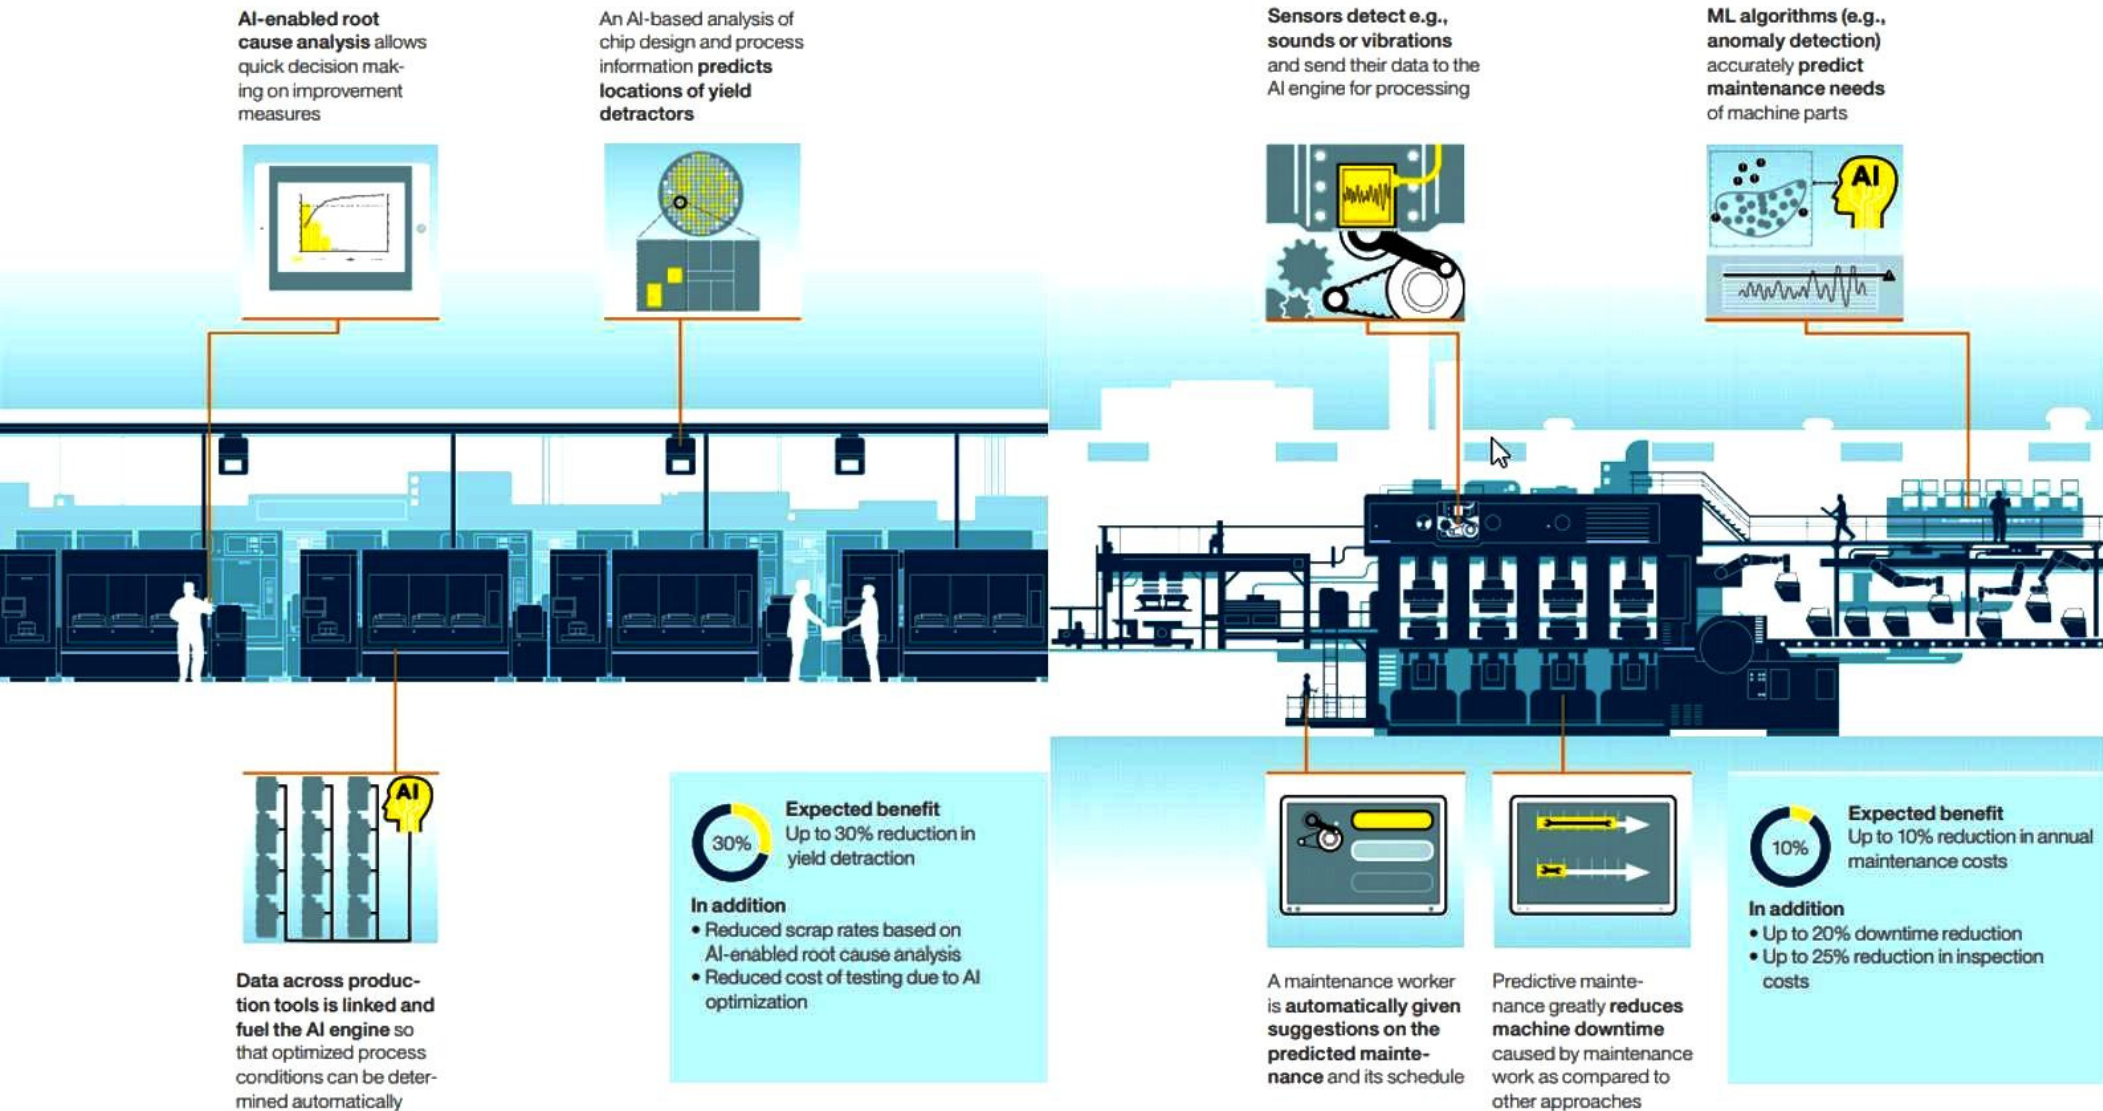 AI-enabled root
cause analysis allows
quick decision mak-
ing on improvement
measures
An AI-based analysis of
chip design and process
information predicts
locations of yield
detractors
AI
Data across produc-
tion tools is linked and
fuel the AI engine so
that optimized process
conditions can be deter-
mined automatically
30%
Expected benefit
Up to 30% reduction in
yield detraction
In addition
• Reduced scrap rates based on
AI-enabled root cause analysis
• Reduced cost of testing due to AI
optimization
Sensors detect e.g.,
sounds or vibrations
and send their data to the
AI engine for processing
ML algorithms (e.g.,
anomaly detection)
accurately predict
maintenance needs
of machine parts
AI
A maintenance worker
is automatically given
suggestions on the
predicted mainte-
nance and its schedule
Predictive mainte-
nance greatly reduces
machine downtime
caused by maintenance
work as compared to
other approaches
10%
Expected benefit
Up to 10% reduction in annual
maintenance costs
In addition
• Up to 20% downtime reduction
• Up to 25% reduction in inspection
costs